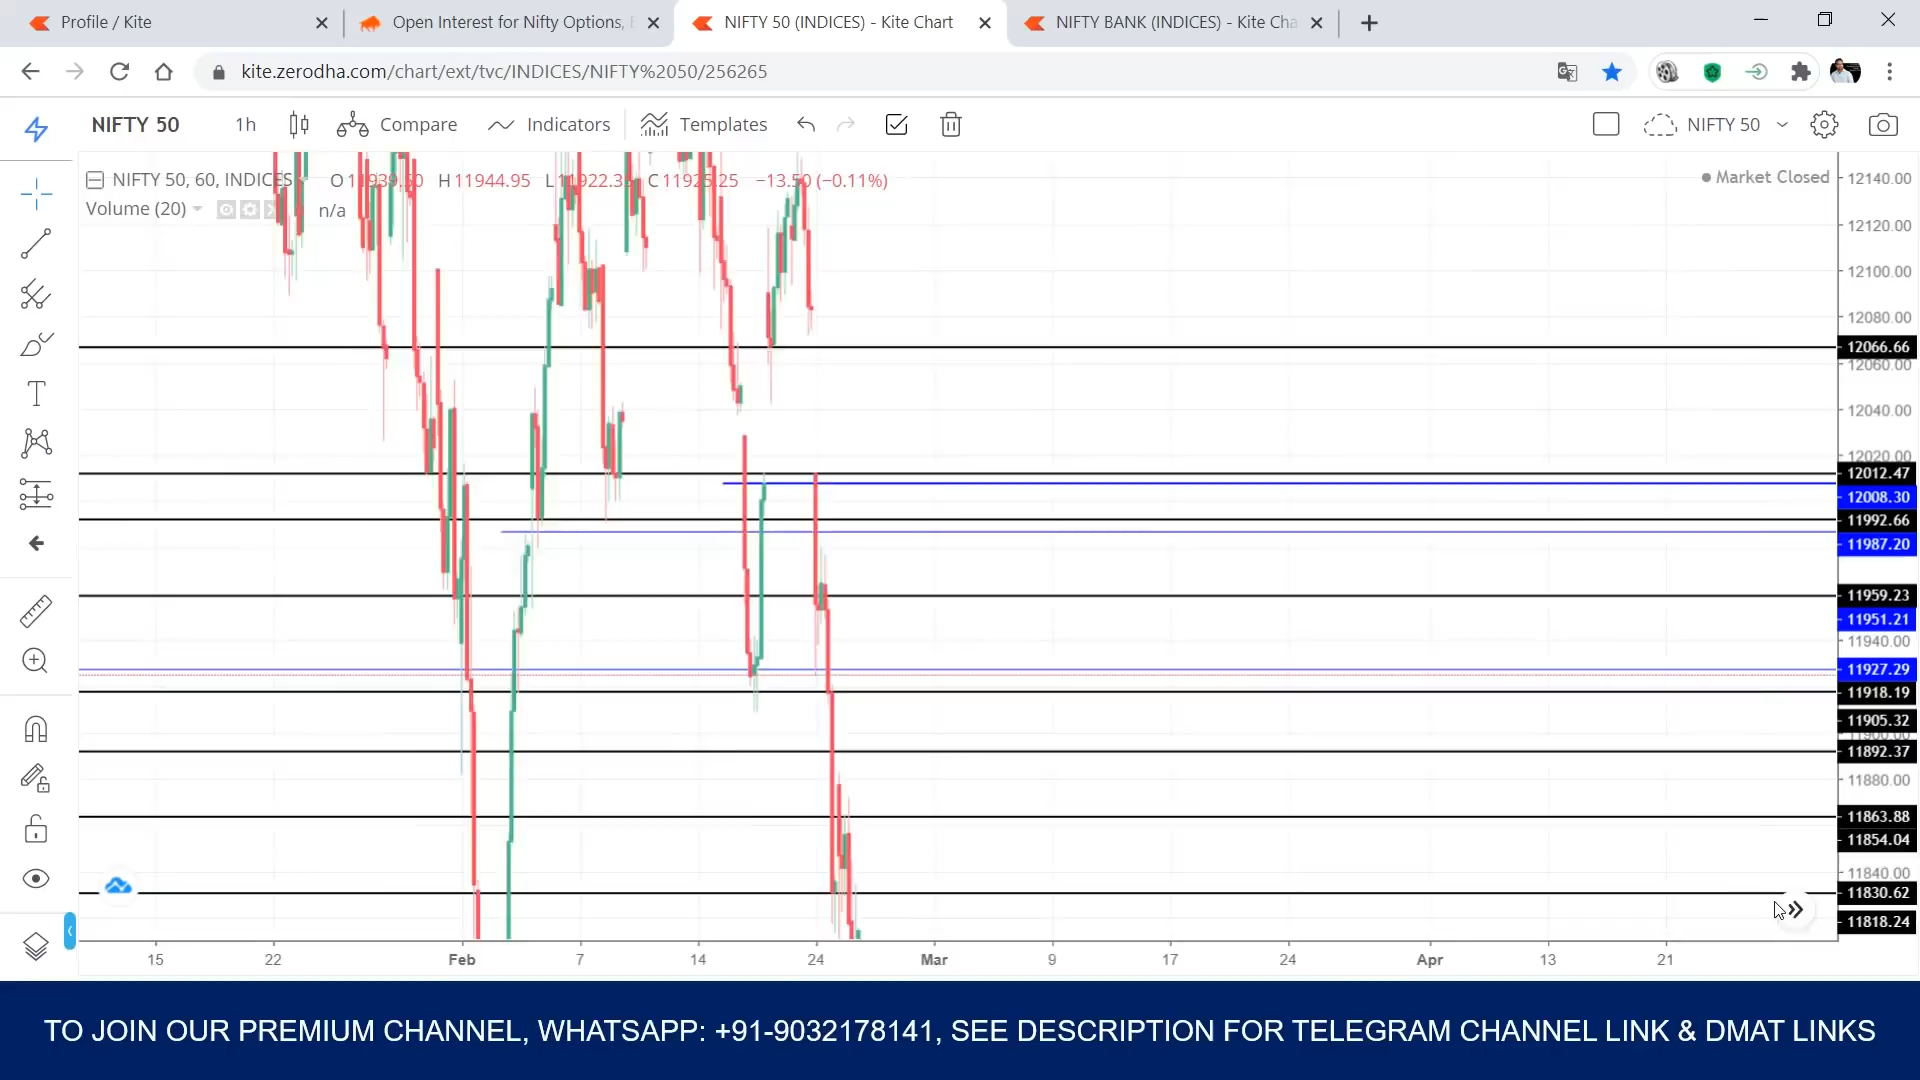 Profile / Kite
Open Interest for Nifty Options, E
NIFTY 50 (INDICES) - Kite Chart
NIFTY BANK (INDICES) - Kite Cha
kite.zerodha.com/chart/ext/tvc/INDICES/NIFTY%2050/256265
NIFTY 50 1h Compare Indicators Templates NIFTY 50
NIFTY 50, 60, INDICES O 11939.50 H 11944.95 C 11925.25 −13.50 (−0.11%)
Market Closed
Volume (20) n/a
12140.00
12120.00
12100.00
12080.00
12066.66
12060.00
12040.00
12020.00
12012.47
12008.30
11992.66
11987.20
11959.23
11951.21
11940.00
11927.29
11918.19
11905.32
11900.00
11892.37
11880.00
11863.88
11854.04
11840.00
11830.62
11818.24
15 22 Feb 7 14 24 Mar 9 17 24 Apr 13 21
TO JOIN OUR PREMIUM CHANNEL, WHATSAPP: +91-9032178141, SEE DESCRIPTION FOR TELEGRAM CHANNEL LINK & DMAT LINKS